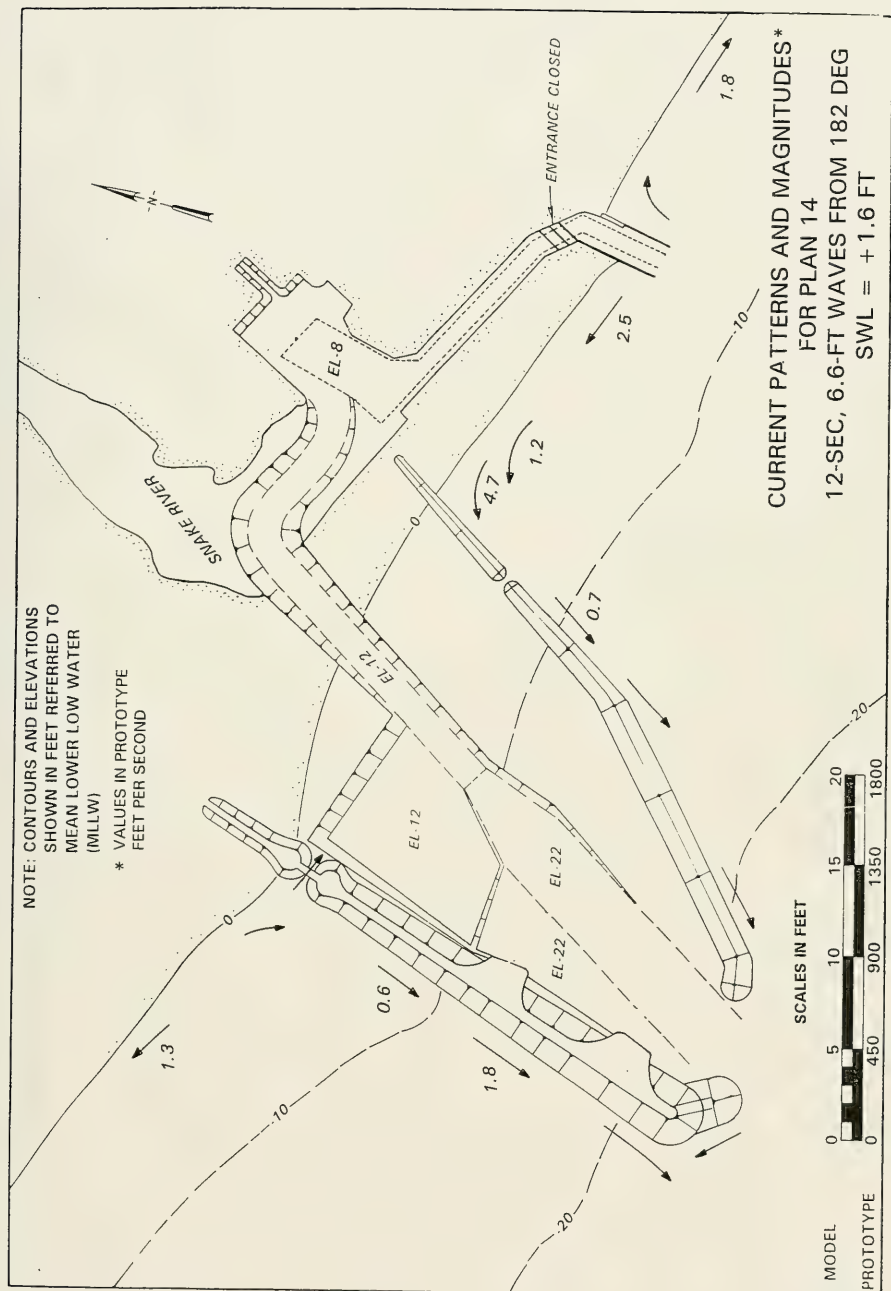 NOTE: CONTOURS AND ELEVATIONS
SHOWN IN FEET REFERRED TO
MEAN LOWER LOW WATER
(MLLW)
* VALUES IN PROTOTYPE
FEET PER SECOND
SNAKE RIVER
-N-
ENTRANCE CLOSED
EL-8
EL-12
EL-12
EL-22
EL-22
0
0
-10
-10
-20
-20
1.3
0.6
1.8
4.7
1.2
2.5
0.7
1.8
CURRENT PATTERNS AND MAGNITUDES*
FOR PLAN 14
12-SEC, 6.6-FT WAVES FROM 182 DEG
SWL = +1.6 FT
SCALES IN FEET
MODEL 0 5 10 15 20
PROTOTYPE 0 450 900 1350 1800